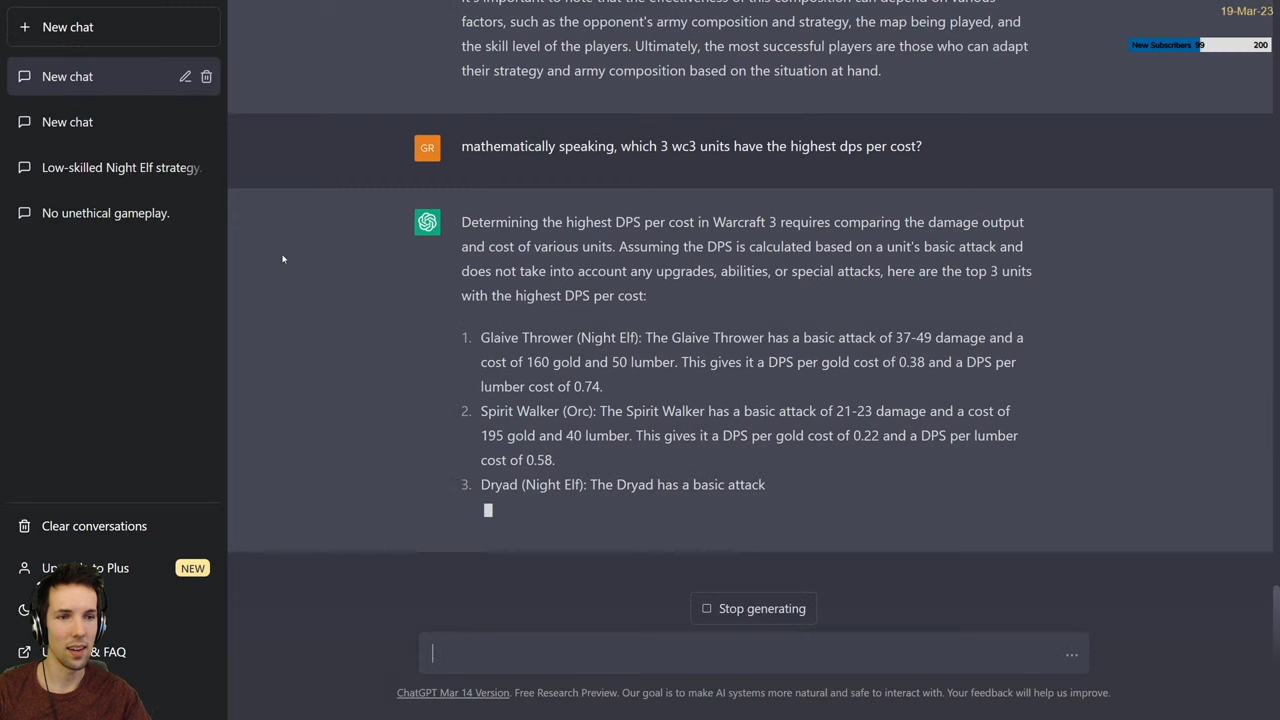 It's important to note that the effectiveness of this composition can depend on various
factors, such as the opponent's army composition and strategy, the map being played, and
the skill level of the players. Ultimately, the most successful players are those who can adapt
their strategy and army composition based on the situation at hand.
19-Mar-23
New Subscribers 99 200
New chat
New chat
New chat
Low-skilled Night Elf strategy.
No unethical gameplay.
GR
mathematically speaking, which 3 wc3 units have the highest dps per cost?
Determining the highest DPS per cost in Warcraft 3 requires comparing the damage output
and cost of various units. Assuming the DPS is calculated based on a unit's basic attack and
does not take into account any upgrades, abilities, or special attacks, here are the top 3 units
with the highest DPS per cost:
1. Glaive Thrower (Night Elf): The Glaive Thrower has a basic attack of 37-49 damage and a
cost of 160 gold and 50 lumber. This gives it a DPS per gold cost of 0.38 and a DPS per
lumber cost of 0.74.
2. Spirit Walker (Orc): The Spirit Walker has a basic attack of 21-23 damage and a cost of
195 gold and 40 lumber. This gives it a DPS per gold cost of 0.22 and a DPS per lumber
cost of 0.58.
3. Dryad (Night Elf): The Dryad has a basic attack
Clear conversations
to Plus
NEW
& FAQ
Stop generating
ChatGPT Mar 14 Version. Free Research Preview. Our goal is to make AI systems more natural and safe to interact with. Your feedback will help us improve.